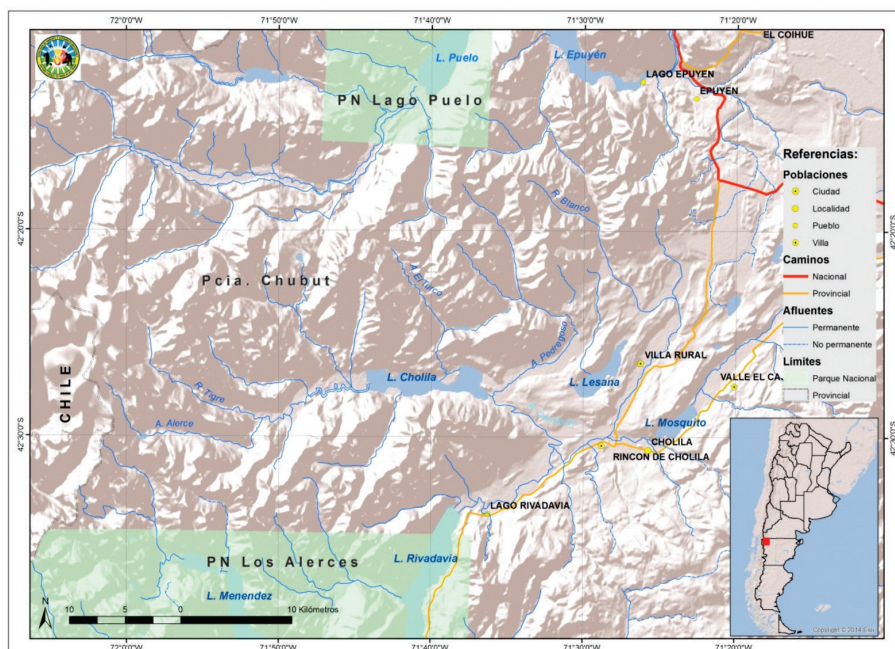 72°0'0"W
71°50'0"W
71°40'0"W
71°30'0"W
71°20'0"W
EL COIHUE
L. Puelo
L. Epuyén
LAGO EPUYEN
EPUYEN
PN Lago Puelo
Referencias:
Poblaciones
Ciudad
Localidad
Pueblo
Villa
Caminos
Nacional
Provincial
Afluentes
Permanente
No permanente
Límites
Parque Nacional
Provincial
R. Blanco
42°20'0"S
42°20'0"S
Pcia. Chubut
A. El Turco
A. Pedregoso
VILLA RURAL
L. Cholila
L. Lesana
VALLE EL CA
CHILE
R. Tigre
A. Alerce
L. Mosquito
42°30'0"S
42°30'0"S
CHOLILA
RINCON DE CHOLILA
LAGO RIVADAVIA
PN Los Alerces
L. Rivadavia
L. Menendez
N
10 5 0 10 Kilómetros
Copyright © 2014 Esri
72°0'0"W
71°50'0"W
71°40'0"W
71°30'0"W
71°20'0"W